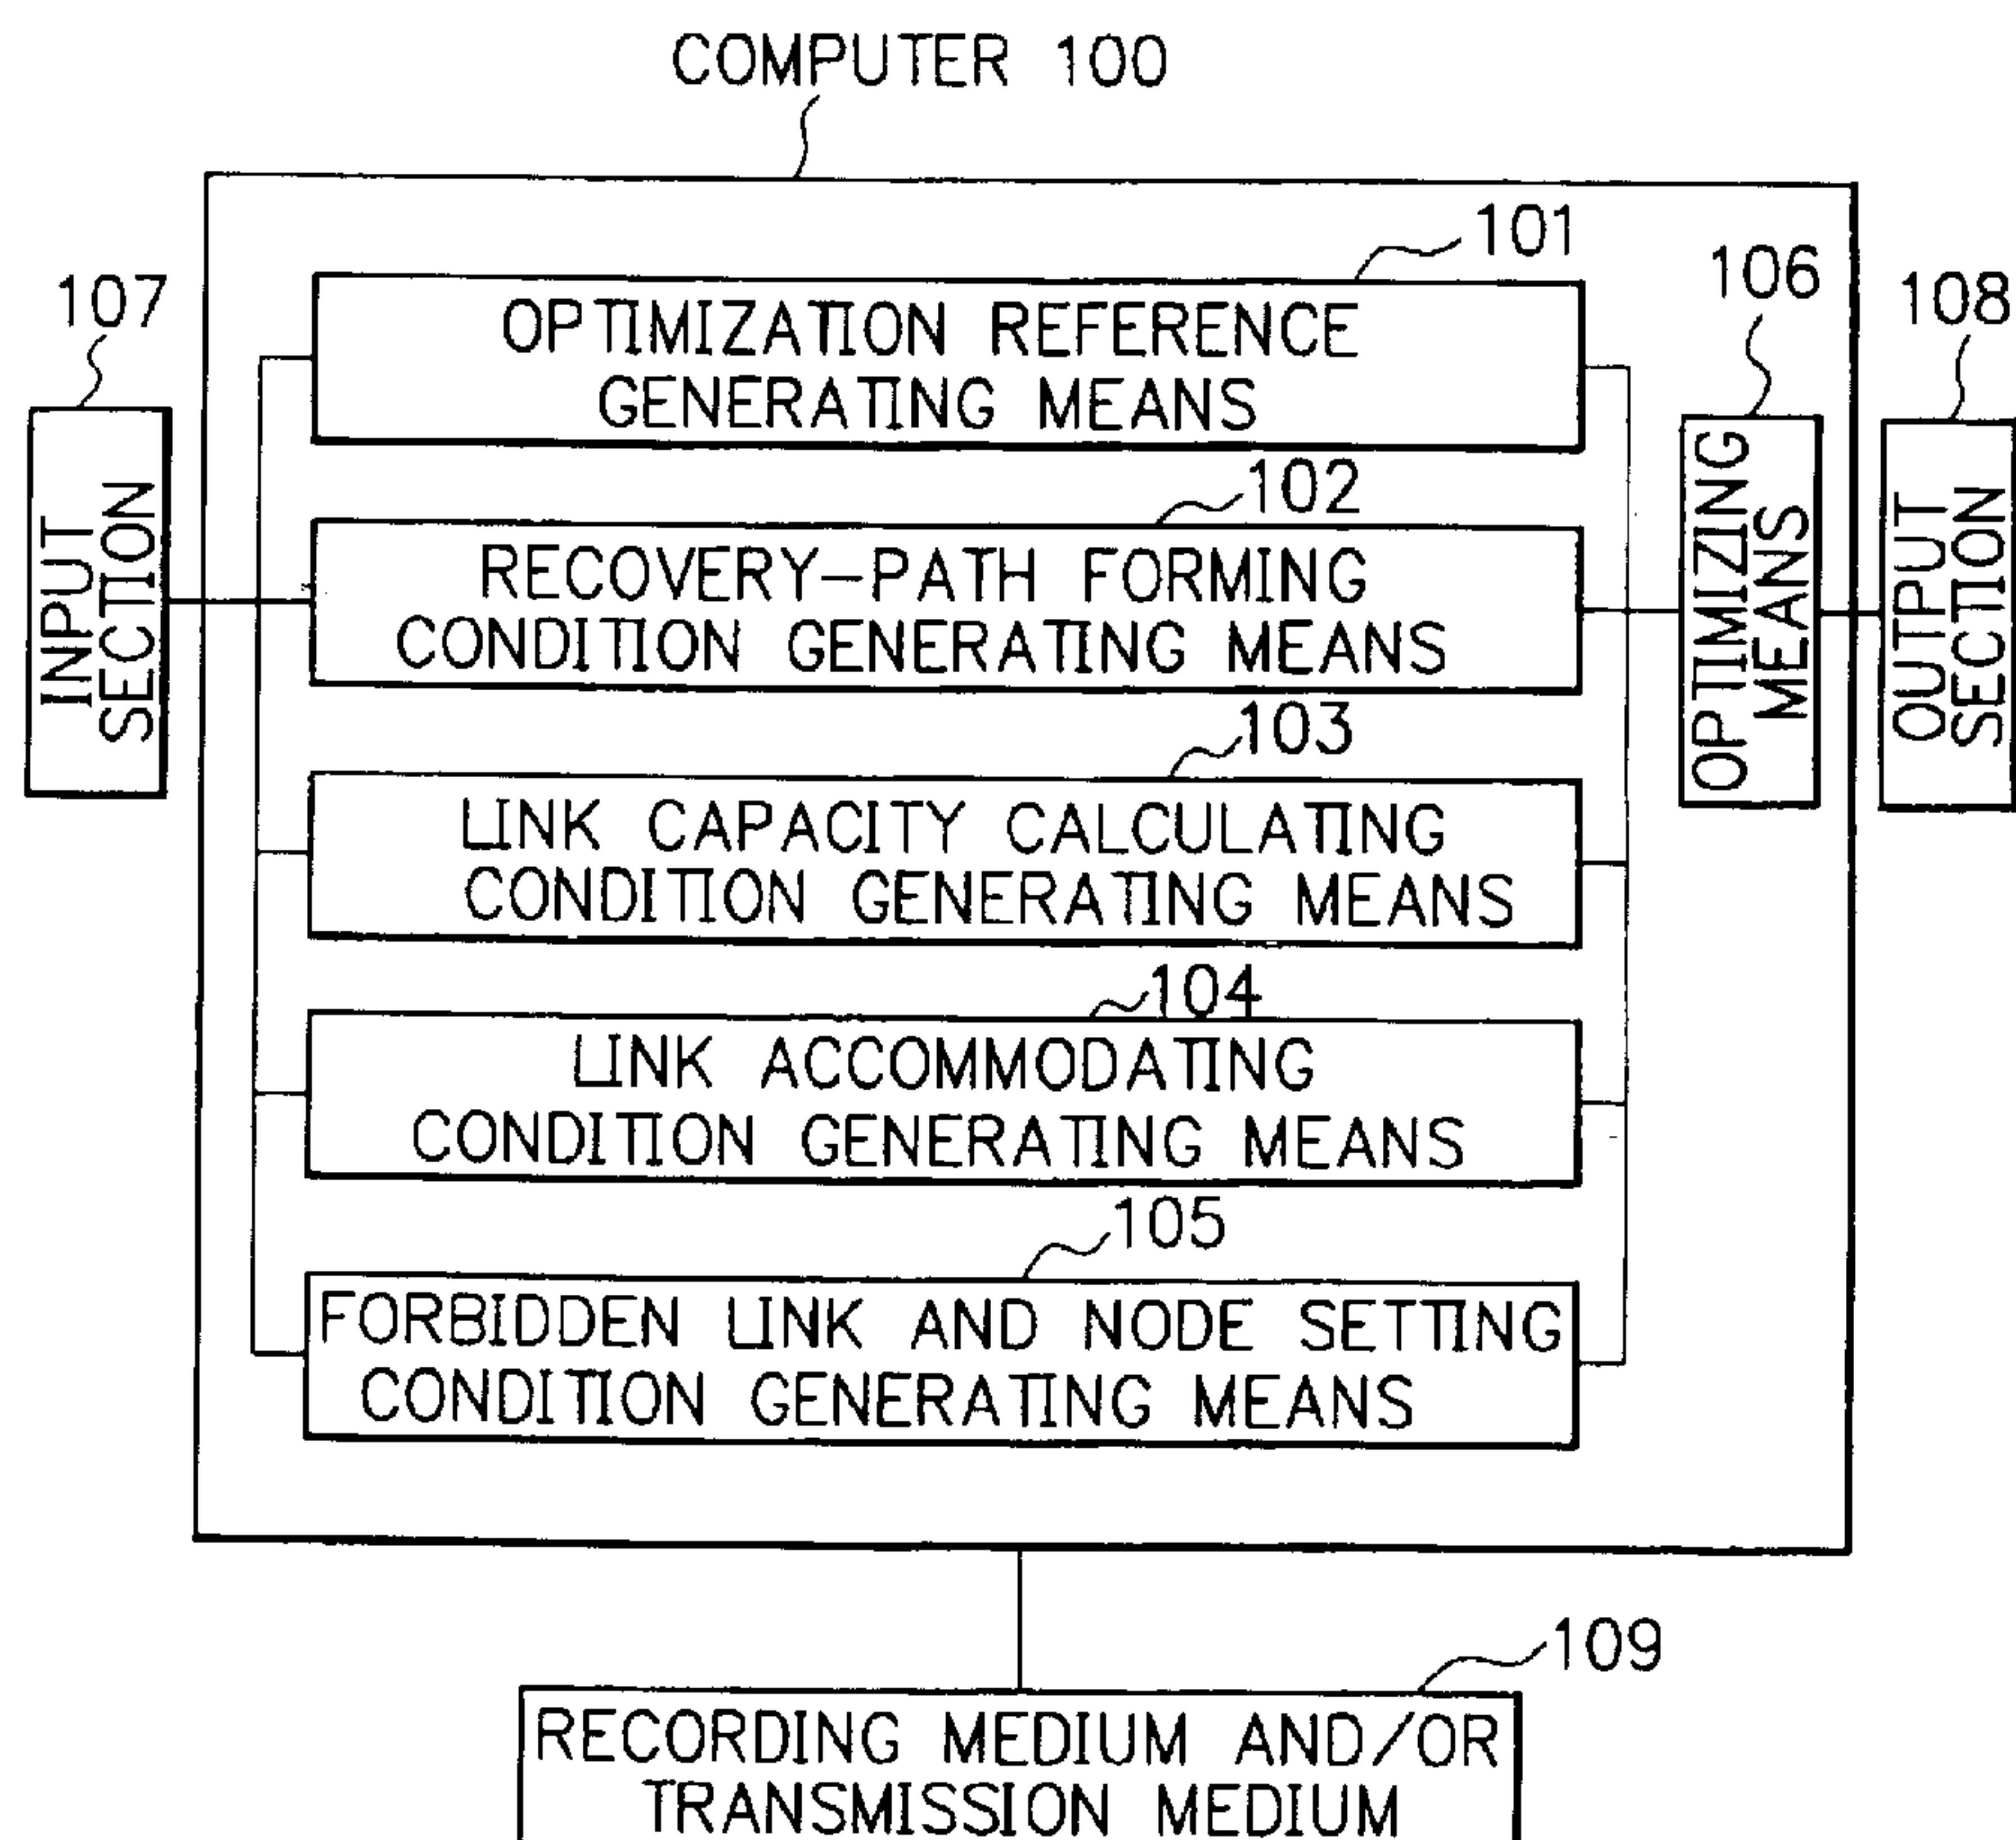 COMPUTER 100
101
OPTIMIZATION REFERENCE
GENERATING MEANS
102
RECOVERY-PATH FORMING
CONDITION GENERATING MEANS
103
LINK CAPACITY CALCULATING
CONDITION GENERATING MEANS
104
LINK ACCOMMODATING
CONDITION GENERATING MEANS
105
FORBIDDEN LINK AND NODE SETTING
CONDITION GENERATING MEANS
106
OPTIMIZING
MEANS
107
INPUT
SECTION
108
OUTPUT
SECTION
109
RECORDING MEDIUM AND/OR
TRANSMISSION MEDIUM